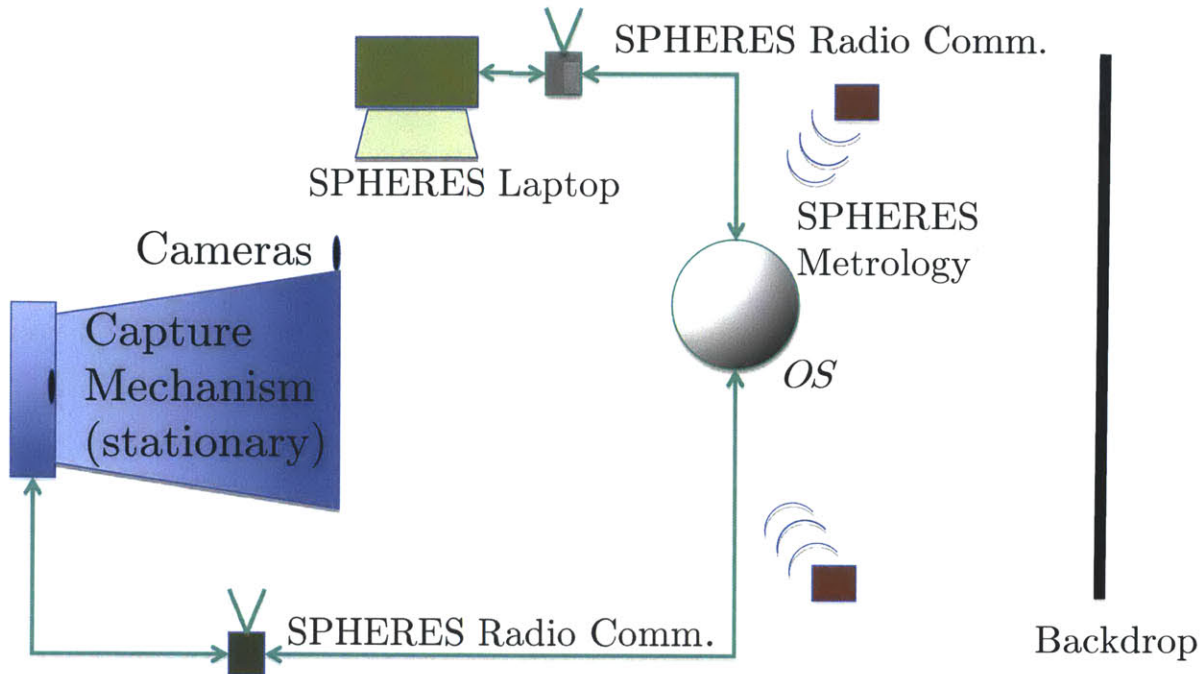 SPHERES Radio Comm.
SPHERES Laptop
SPHERES
Metrology
Cameras
Capture
Mechanism
(stationary)
OS
SPHERES Radio Comm.
Backdrop